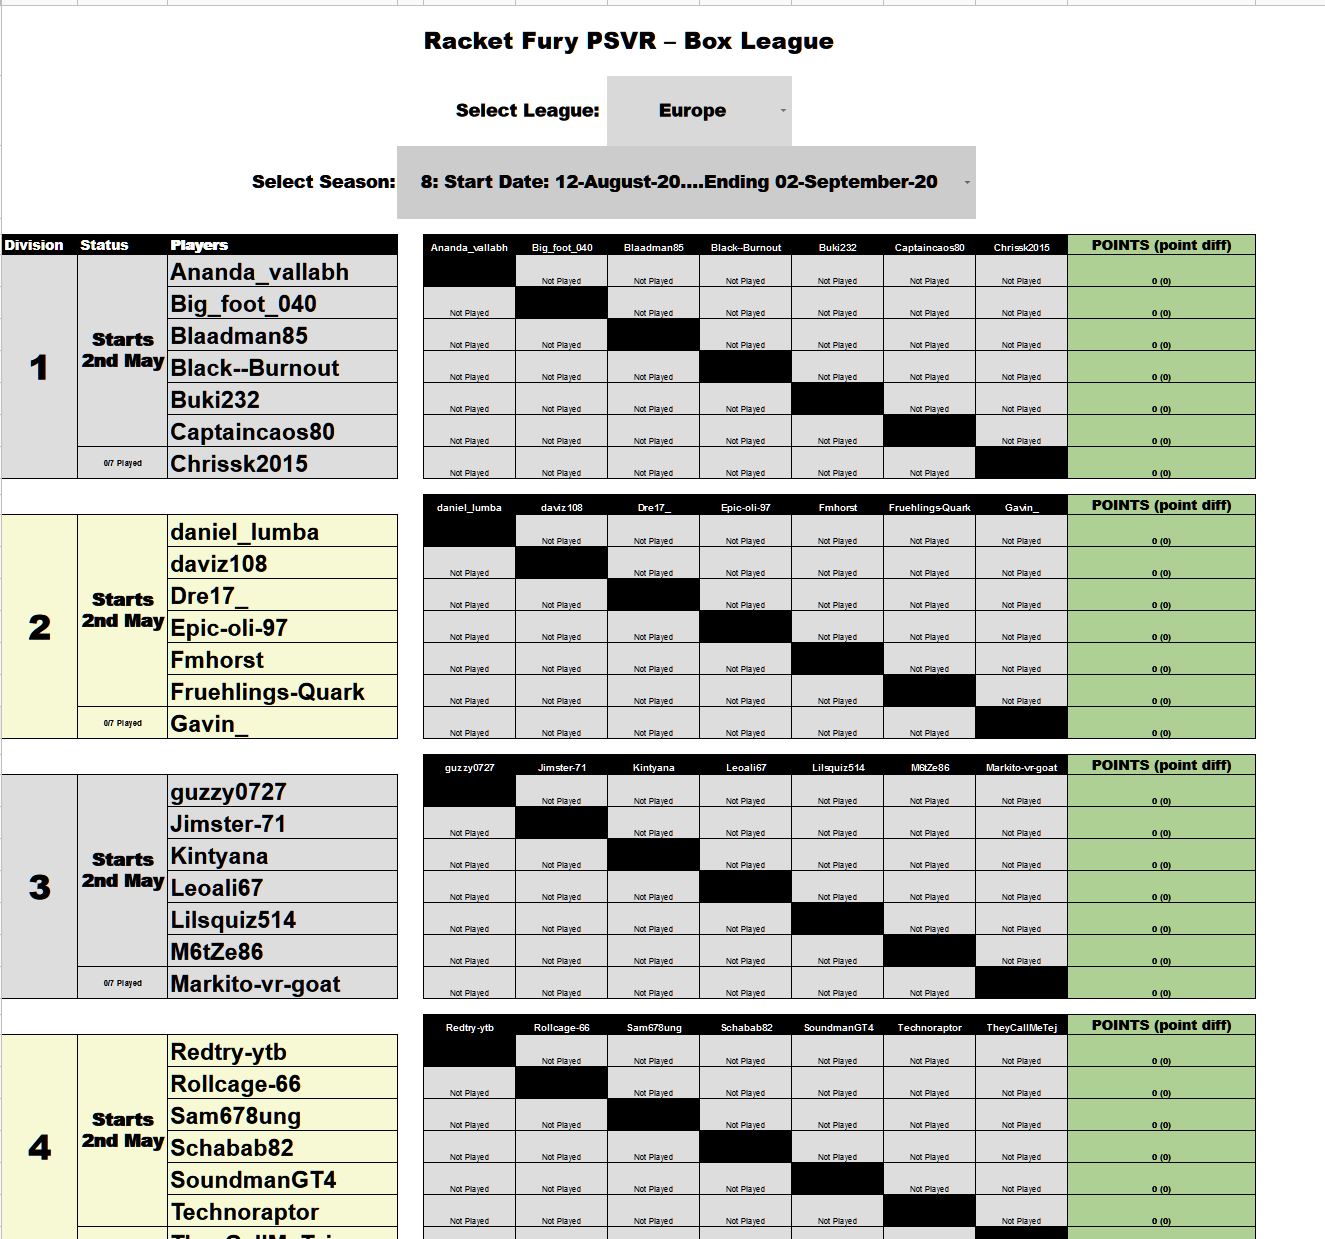 Racket Fury PSVR – Box League
Select League: Europe
Select Season: 8: Start Date: 12-August-20....Ending 02-September-20
Division Status Players Ananda_vallabh Big_foot_040 Blaadman85 Black--Burnout Buki232 Captaincaos80 Chrissk2015 POINTS (point diff)
1 Starts 2nd May
Ananda_vallabh Not Played Not Played Not Played Not Played Not Played Not Played 0 (0)
Big_foot_040 Not Played Not Played Not Played Not Played Not Played Not Played 0 (0)
Blaadman85 Not Played Not Played Not Played Not Played Not Played Not Played 0 (0)
Black--Burnout Not Played Not Played Not Played Not Played Not Played Not Played 0 (0)
Buki232 Not Played Not Played Not Played Not Played Not Played Not Played 0 (0)
Captaincaos80 Not Played Not Played Not Played Not Played Not Played Not Played 0 (0)
0/7 Played Chrissk2015 Not Played Not Played Not Played Not Played Not Played Not Played 0 (0)
daniel_lumba daviz108 Dre17_ Epic-oli-97 Fmhorst Fruehlings-Quark Gavin_ POINTS (point diff)
2 Starts 2nd May
daniel_lumba Not Played Not Played Not Played Not Played Not Played Not Played 0 (0)
daviz108 Not Played Not Played Not Played Not Played Not Played Not Played 0 (0)
Dre17_ Not Played Not Played Not Played Not Played Not Played Not Played 0 (0)
Epic-oli-97 Not Played Not Played Not Played Not Played Not Played Not Played 0 (0)
Fmhorst Not Played Not Played Not Played Not Played Not Played Not Played 0 (0)
Fruehlings-Quark Not Played Not Played Not Played Not Played Not Played Not Played 0 (0)
0/7 Played Gavin_ Not Played Not Played Not Played Not Played Not Played Not Played 0 (0)
guzzy0727 Jimster-71 Kintyana Leoali67 Lilsquiz514 M6tZe86 Markito-vr-goat POINTS (point diff)
3 Starts 2nd May
guzzy0727 Not Played Not Played Not Played Not Played Not Played Not Played 0 (0)
Jimster-71 Not Played Not Played Not Played Not Played Not Played Not Played 0 (0)
Kintyana Not Played Not Played Not Played Not Played Not Played Not Played 0 (0)
Leoali67 Not Played Not Played Not Played Not Played Not Played Not Played 0 (0)
Lilsquiz514 Not Played Not Played Not Played Not Played Not Played Not Played 0 (0)
M6tZe86 Not Played Not Played Not Played Not Played Not Played Not Played 0 (0)
0/7 Played Markito-vr-goat Not Played Not Played Not Played Not Played Not Played Not Played 0 (0)
Redtry-ytb Rollcage-66 Sam678ung Schabab82 SoundmanGT4 Technoraptor TheyCallMeTej POINTS (point diff)
4 Starts 2nd May
Redtry-ytb Not Played Not Played Not Played Not Played Not Played Not Played 0 (0)
Rollcage-66 Not Played Not Played Not Played Not Played Not Played Not Played 0 (0)
Sam678ung Not Played Not Played Not Played Not Played Not Played Not Played 0 (0)
Schabab82 Not Played Not Played Not Played Not Played Not Played Not Played 0 (0)
SoundmanGT4 Not Played Not Played Not Played Not Played Not Played Not Played 0 (0)
Technoraptor Not Played Not Played Not Played Not Played Not Played Not Played 0 (0)
TheyCallMeTej